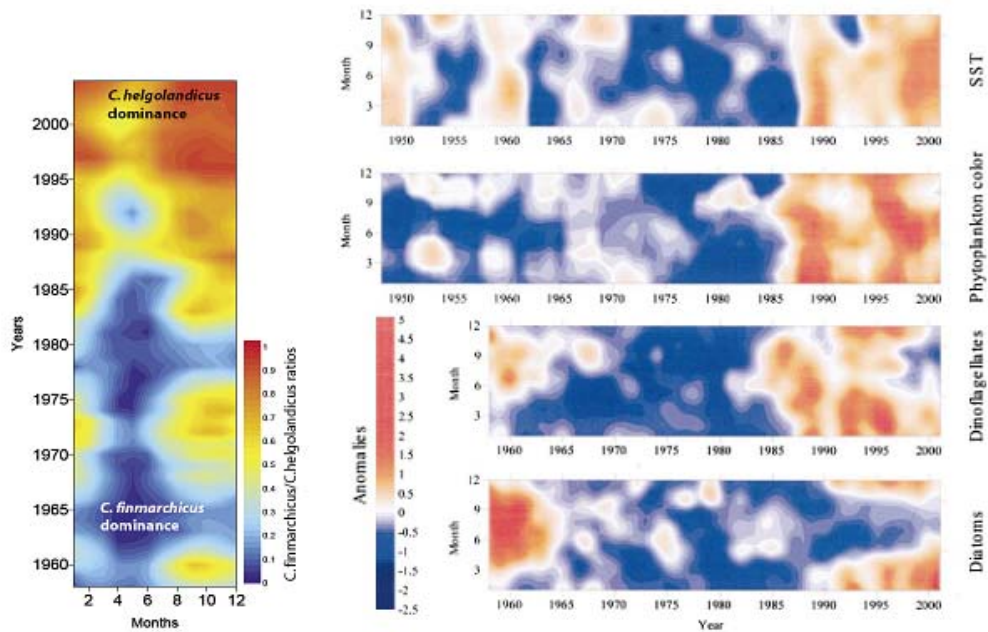 C. helgolandicus
dominance
2000
1995
1990
1985
1980
1975
1970
1965
1960
Years
C. finmarchicus
dominance
2 4 6 8 10 12
Months
1
0.9
0.8
0.7
0.6
0.5
0.4
0.3
0.2
0.1
0
C.finmarchicus/C.helgolandicus ratios
12
9
6
3
Month
1950 1955 1960 1965 1970 1975 1980 1985 1990 1995 2000
SST
12
9
6
3
Month
1950 1955 1960 1965 1970 1975 1980 1985 1990 1995 2000
Phytoplankton color
Anomalies
5
4.5
4
3.5
3
2.5
2
1.5
1
0.5
0
-0.5
-1
-1.5
-2
-2.5
12
9
6
3
Month
1960 1965 1970 1975 1980 1985 1990 1995 2000
Dinoflagellates
12
9
6
3
Month
1960 1965 1970 1975 1980 1985 1990 1995 2000
Year
Diatoms